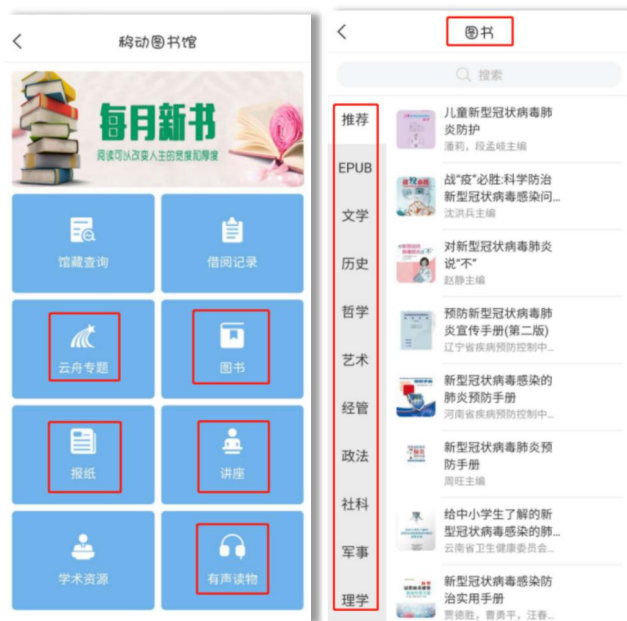 移动图书馆
每月新书
阅读可以改变人生的宽度和厚度
馆藏查询
借阅记录
云舟专题
图书
报纸
讲座
学术资源
有声读物
图书
搜索
推荐
EPUB
文学
历史
哲学
艺术
经管
政法
社科
军事
理学
儿童新型冠状病毒肺
炎防护
潘莉，段孟岐主编
战“疫”必胜:科学防治
新型冠状病毒感染问...
沈洪兵主编
对新型冠状病毒肺炎
说“不”
赵静主编
预防新型冠状病毒肺
炎宣传手册(第二版)
辽宁省疾病预防控制中...
新型冠状病毒感染的
肺炎预防手册
河南省疾病预防控制中...
新型冠状病毒肺炎预
防手册
周旺主编
给中小学生了解的新
型冠状病毒感染的肺...
云南省卫生健康委员会...
新型冠状病毒感染防
治实用手册
贾德胜，曹勇平，汪春...